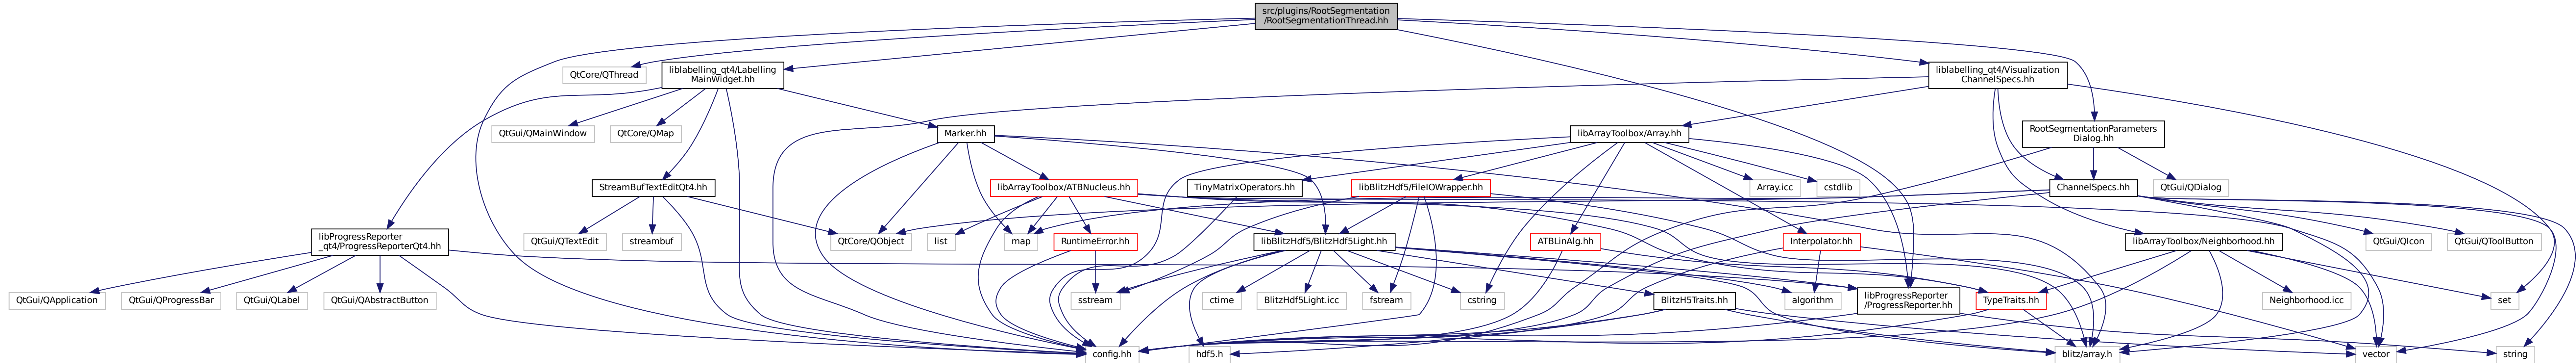 src/plugins/RootSegmentation
/RootSegmentationThread.hh
QtCore/QThread
liblabelling_qt4/Labelling
MainWidget.hh
liblabelling_qt4/Visualization
ChannelSpecs.hh
QtGui/QMainWindow
QtCore/QMap
Marker.hh
libArrayToolbox/Array.hh
RootSegmentationParameters
Dialog.hh
StreamBufTextEditQt4.hh
libArrayToolbox/ATBNucleus.hh
TinyMatrixOperators.hh
libBlitzHdf5/FileIOWrapper.hh
Array.icc
cstdlib
ChannelSpecs.hh
QtGui/QDialog
libProgressReporter
_qt4/ProgressReporterQt4.hh
QtGui/QTextEdit
streambuf
QtCore/QObject
list
map
RuntimeError.hh
libBlitzHdf5/BlitzHdf5Light.hh
ATBLinAlg.hh
Interpolator.hh
libArrayToolbox/Neighborhood.hh
QtGui/QIcon
QtGui/QToolButton
QtGui/QApplication
QtGui/QProgressBar
QtGui/QLabel
QtGui/QAbstractButton
sstream
ctime
BlitzHdf5Light.icc
fstream
cstring
BlitzH5Traits.hh
algorithm
libProgressReporter
/ProgressReporter.hh
TypeTraits.hh
Neighborhood.icc
set
config.hh
hdf5.h
blitz/array.h
vector
string